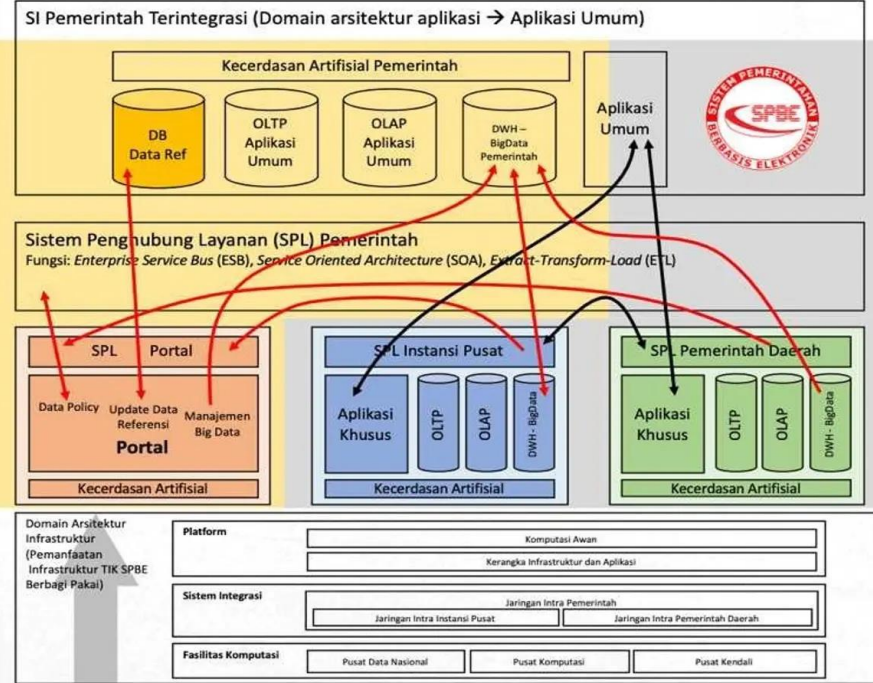 SI Pemerintah Terintegrasi (Domain arsitektur aplikasi → Aplikasi Umum)
Kecerdasan Artifisial Pemerintah
DB
Data Ref
OLTP
Aplikasi
Umum
OLAP
Aplikasi
Umum
DWH –
BigData
Pemerintah
Aplikasi
Umum
SISTEM PEMERINTAHAN
SPBE
BERBASIS ELEKTRONIK
Sistem Penghubung Layanan (SPL) Pemerintah
Fungsi: Enterprise Service Bus (ESB), Service Oriented Architecture (SOA), Extract-Transform-Load (ETL)
SPL Portal
Data Policy
Update Data
Referensi
Manajemen
Big Data
Portal
Kecerdasan Artifisial
SPL Instansi Pusat
Aplikasi
Khusus
OLTP
OLAP
DWH - BigData
Kecerdasan Artifisial
SPL Pemerintah Daerah
Aplikasi
Khusus
OLTP
OLAP
DWH - BigData
Kecerdasan Artifisial
Domain Arsitektur
Infrastruktur
(Pemanfaatan
Infrastruktur TIK SPBE
Berbagi Pakai)
Platform
Komputasi Awan
Kerangka Infrastruktur dan Aplikasi
Sistem Integrasi
Jaringan Intra Pemerintah
Jaringan Intra Instansi Pusat
Jaringan Intra Pemerintah Daerah
Fasilitas Komputasi
Pusat Data Nasional
Pusat Komputasi
Pusat Kendali